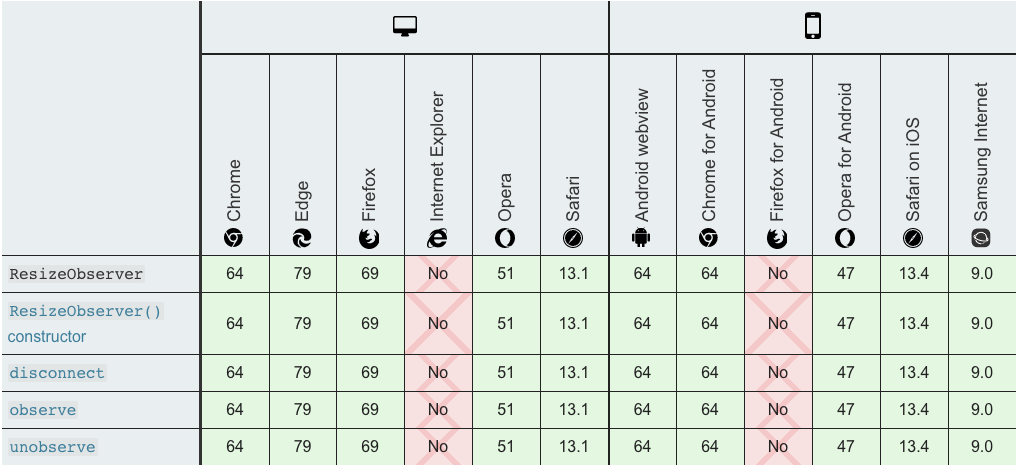 Chrome Edge Firefox Internet Explorer Opera Safari Android webview Chrome for Android Firefox for Android Opera for Android Safari on iOS Samsung Internet
ResizeObserver 64 79 69 No 51 13.1 64 64 No 47 13.4 9.0
ResizeObserver()
constructor 64 79 69 No 51 13.1 64 64 No 47 13.4 9.0
disconnect 64 79 69 No 51 13.1 64 64 No 47 13.4 9.0
observe 64 79 69 No 51 13.1 64 64 No 47 13.4 9.0
unobserve 64 79 69 No 51 13.1 64 64 No 47 13.4 9.0